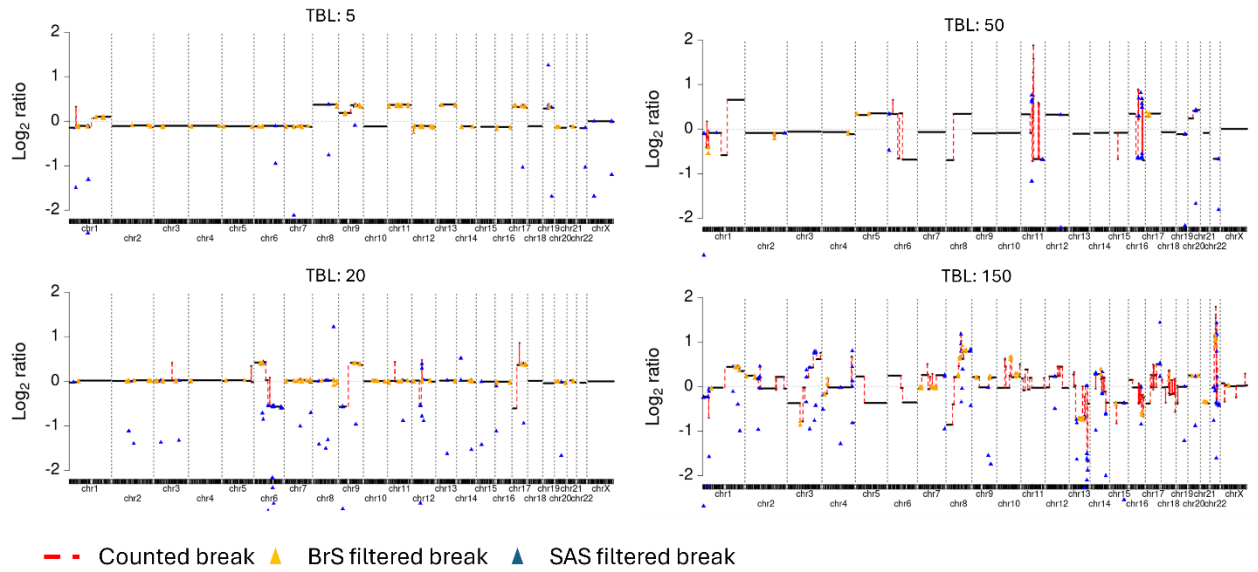 TBL: 5
Log2 ratio
2
1
0
-1
-2
chr1 chr3 chr5 chr7 chr9 chr11 chr13 chr15 chr17 chr19 chr21 chrX
chr2 chr4 chr6 chr8 chr10 chr12 chr14 chr16 chr18 chr20 chr22
TBL: 50
Log2 ratio
2
1
0
-1
-2
chr1 chr3 chr5 chr7 chr9 chr11 chr13 chr15 chr17 chr19 chr21 chrX
chr2 chr4 chr6 chr8 chr10 chr12 chr14 chr16 chr18 chr20 chr22
TBL: 20
Log2 ratio
2
1
0
-1
-2
chr1 chr3 chr5 chr7 chr9 chr11 chr13 chr15 chr17 chr19 chr21 chrX
chr2 chr4 chr6 chr8 chr10 chr12 chr14 chr16 chr18 chr20 chr22
TBL: 150
Log2 ratio
2
1
0
-1
-2
chr1 chr3 chr5 chr7 chr9 chr11 chr13 chr15 chr17 chr19 chr21 chrX
chr2 chr4 chr6 chr8 chr10 chr12 chr14 chr16 chr18 chr20 chr22
Counted break BrS filtered break SAS filtered break